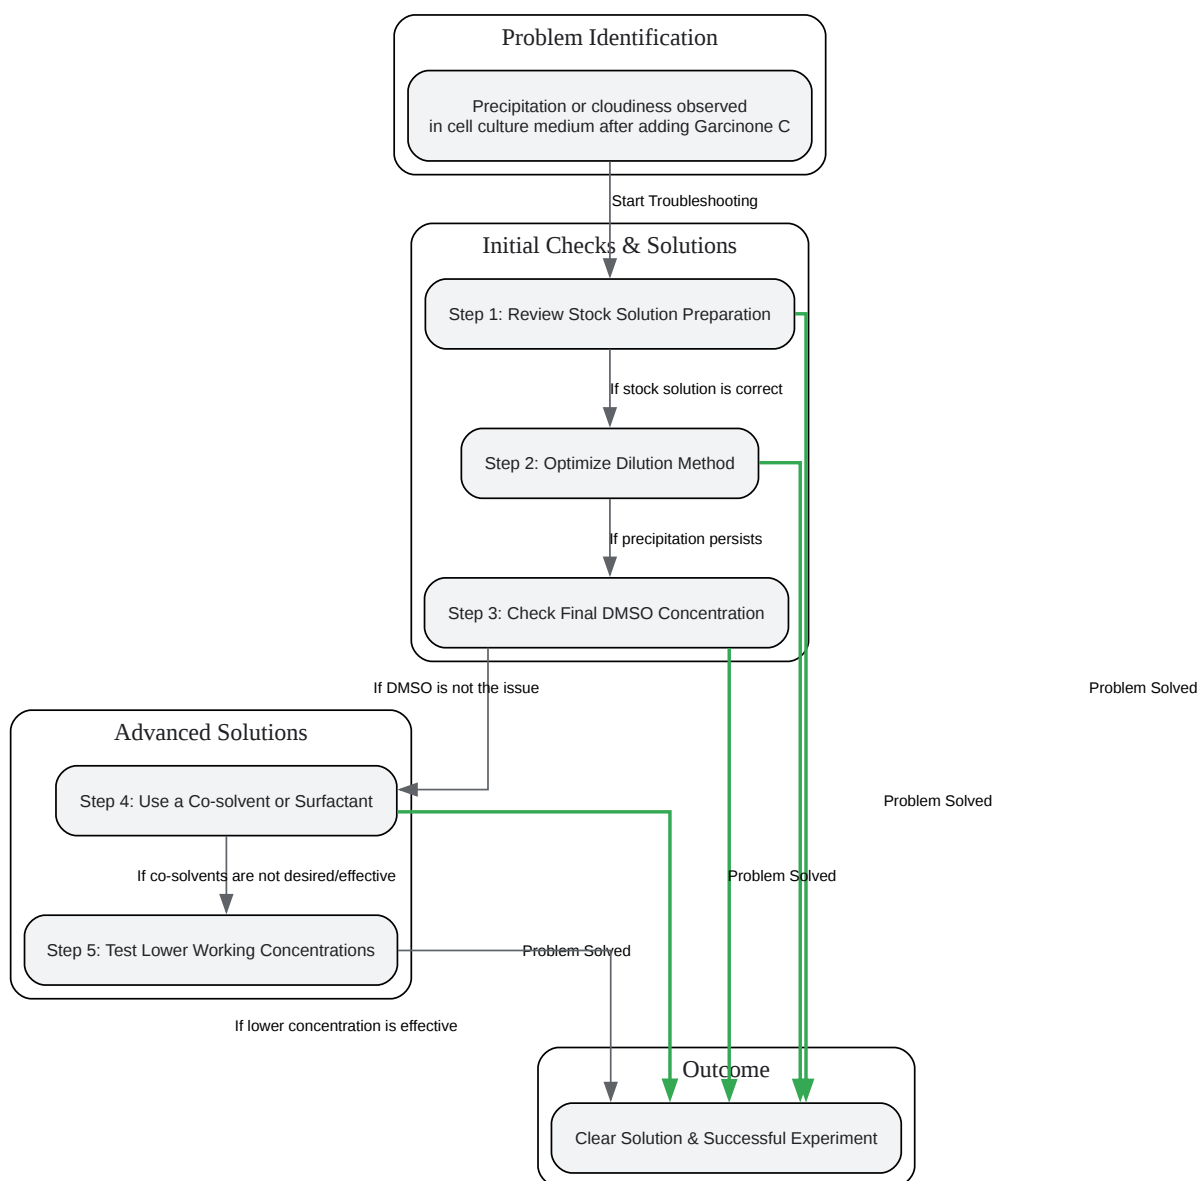 Problem Identification
Precipitation or cloudiness observed
in cell culture medium after adding Garcinone C
Start Troubleshooting
Initial Checks & Solutions
Step 1: Review Stock Solution Preparation
If stock solution is correct
Step 2: Optimize Dilution Method
If precipitation persists
Step 3: Check Final DMSO Concentration
If DMSO is not the issue
Problem Solved
Advanced Solutions
Step 4: Use a Co-solvent or Surfactant
Problem Solved
If co-solvents are not desired/effective
Problem Solved
Step 5: Test Lower Working Concentrations
Problem Solved
If lower concentration is effective
Outcome
Clear Solution & Successful Experiment